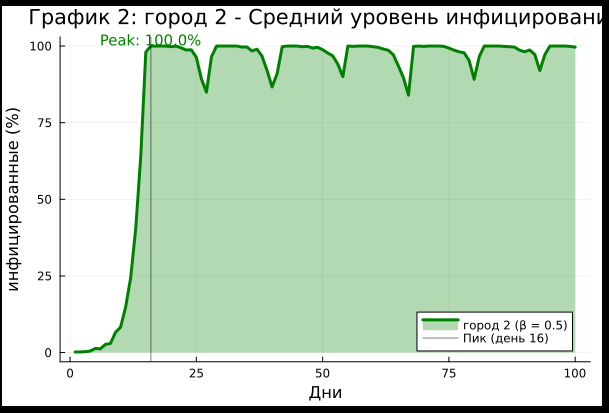 График 2: город 2 - Средний уровень инфицировани
Peak: 100.0%
инфицированные (%)
100
75
50
25
0
0 25 50 75 100
Дни
город 2 (β = 0.5)
Пик (день 16)